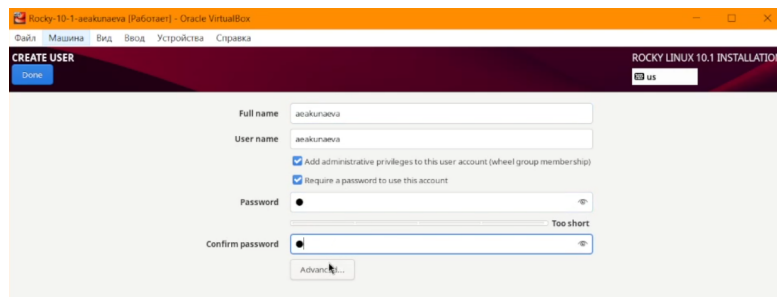 Rocky-10-1-aeakunaeva [Работает] - Oracle VirtualBox
Файл Машина Вид Ввод Устройства Справка
CREATE USER
ROCKY LINUX 10.1 INSTALLATION
Done
us
Full name aeakunaeva
User name aeakunaeva
Add administrative privileges to this user account (wheel group membership)
Require a password to use this account
Password
Too short
Confirm password
Advanced...